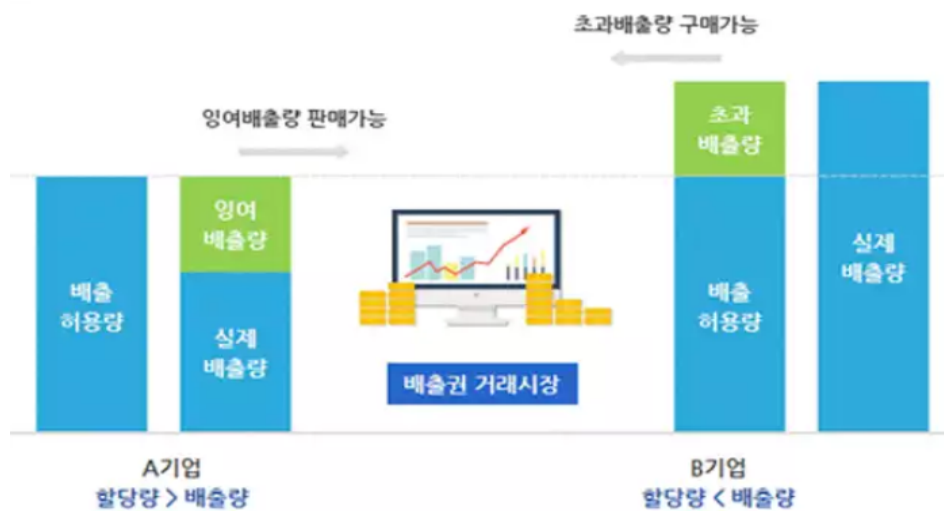 초과배출량 구매가능
잉여배출량 판매가능
배출
허용량
잉여
배출량
실제
배출량
배출권 거래시장
초과
배출량
배출
허용량
실제
배출량
A기업
할당량 > 배출량
B기업
할당량 < 배출량